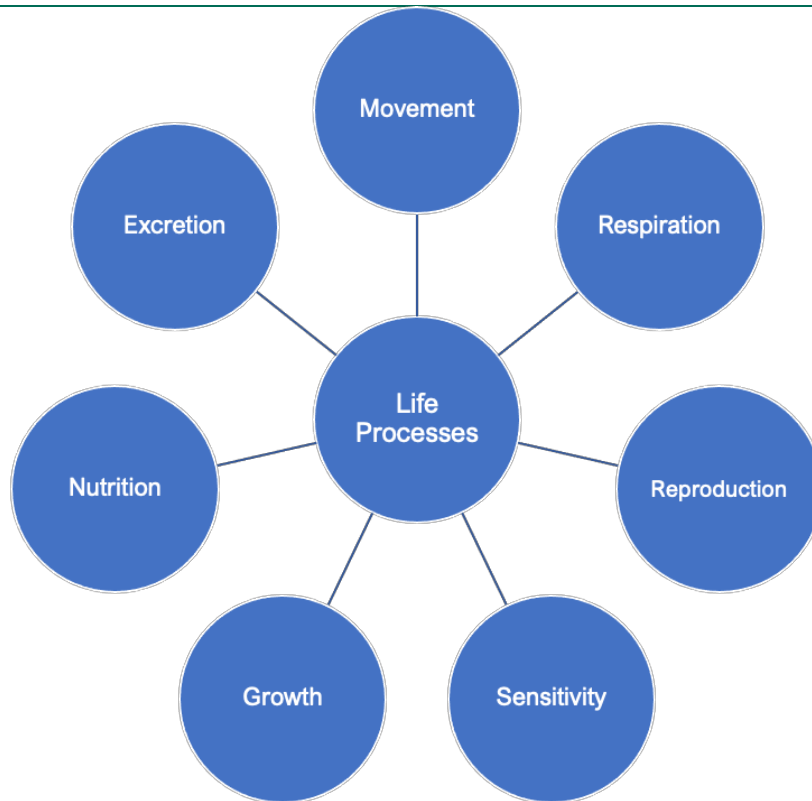 Movement
Excretion
Respiration
Life
Processes
Nutrition
Reproduction
Growth
Sensitivity